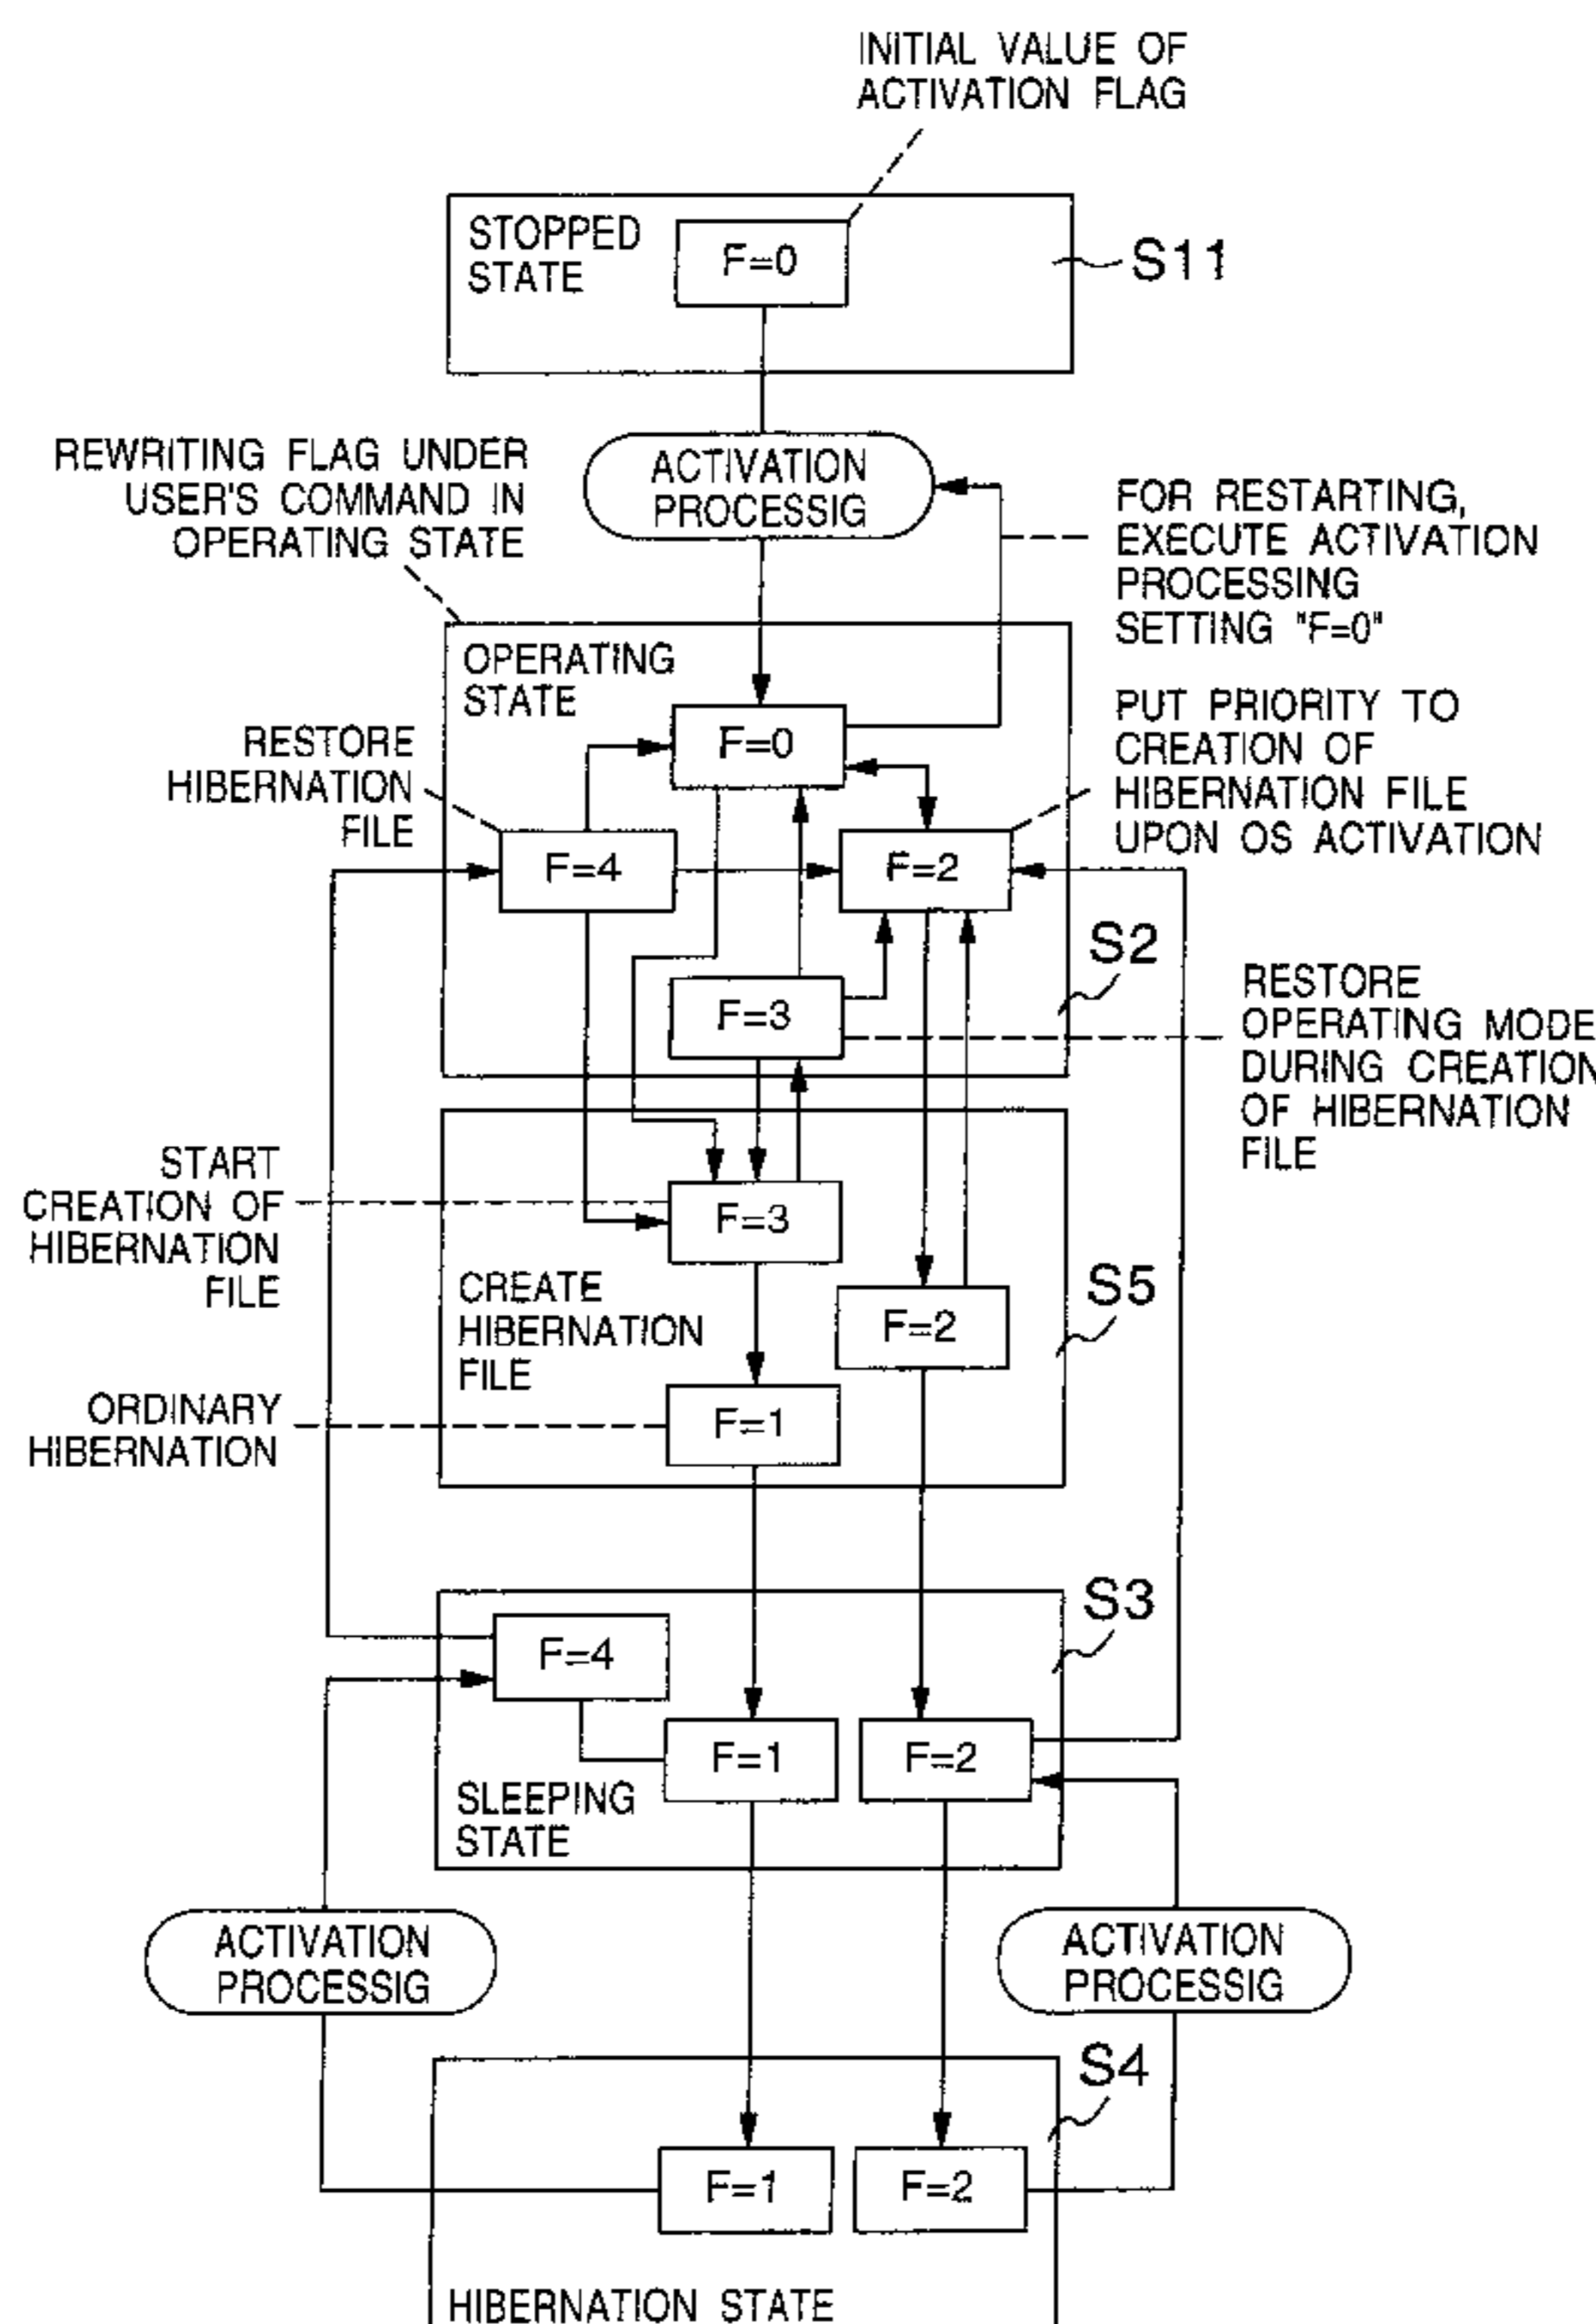 INITIAL VALUE OF
ACTIVATION FLAG
STOPPED
STATE
F=0
S11
ACTIVATION
PROCESSIG
REWRITING FLAG UNDER
USER'S COMMAND IN
OPERATING STATE
FOR RESTARTING,
EXECUTE ACTIVATION
PROCESSING
SETTING "F=0"
OPERATING
STATE
F=0
RESTORE
HIBERNATION
FILE
PUT PRIORITY TO
CREATION OF
HIBERNATION FILE
UPON OS ACTIVATION
F=4
F=2
S2
F=3
RESTORE
OPERATING MODE
DURING CREATION
OF HIBERNATION
FILE
START
CREATION OF
HIBERNATION
FILE
F=3
CREATE
HIBERNATION
FILE
F=2
S5
ORDINARY
HIBERNATION
F=1
S3
F=4
F=1
F=2
SLEEPING
STATE
ACTIVATION
PROCESSIG
ACTIVATION
PROCESSIG
S4
F=1
F=2
HIBERNATION STATE